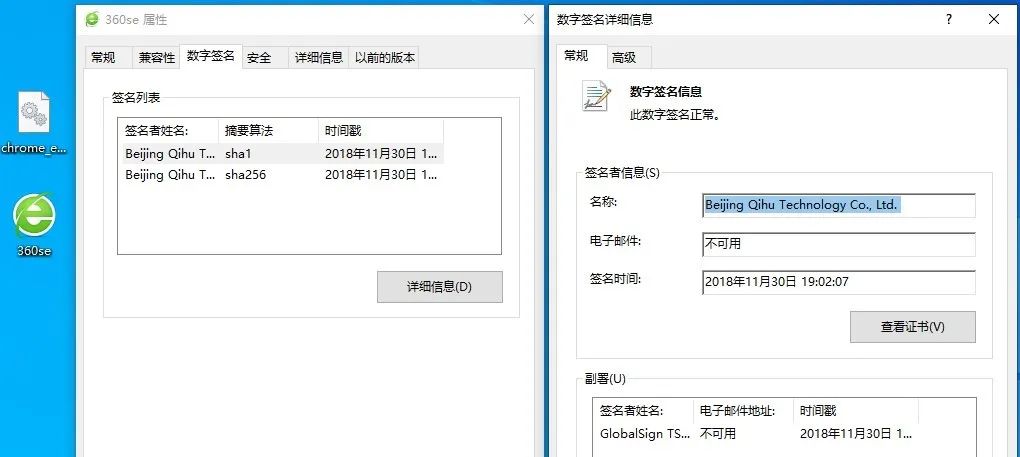 chrome_e...
360se
360se 属性
常规 兼容性 数字签名 安全 详细信息 以前的版本
签名列表
签名者姓名: 摘要算法 时间戳
Beijing Qihu T... sha1 2018年11月30日 1...
Beijing Qihu T... sha256 2018年11月30日 1...
详细信息(D)
数字签名详细信息 ?
常规 高级
数字签名信息
此数字签名正常。
签名者信息(S)
名称: Beijing Qihu Technology Co., Ltd.
电子邮件: 不可用
签名时间: 2018年11月30日 19:02:07
查看证书(V)
副署(U)
签名者姓名: 电子邮件地址: 时间戳
GlobalSign TS... 不可用 2018年11月30日 1...